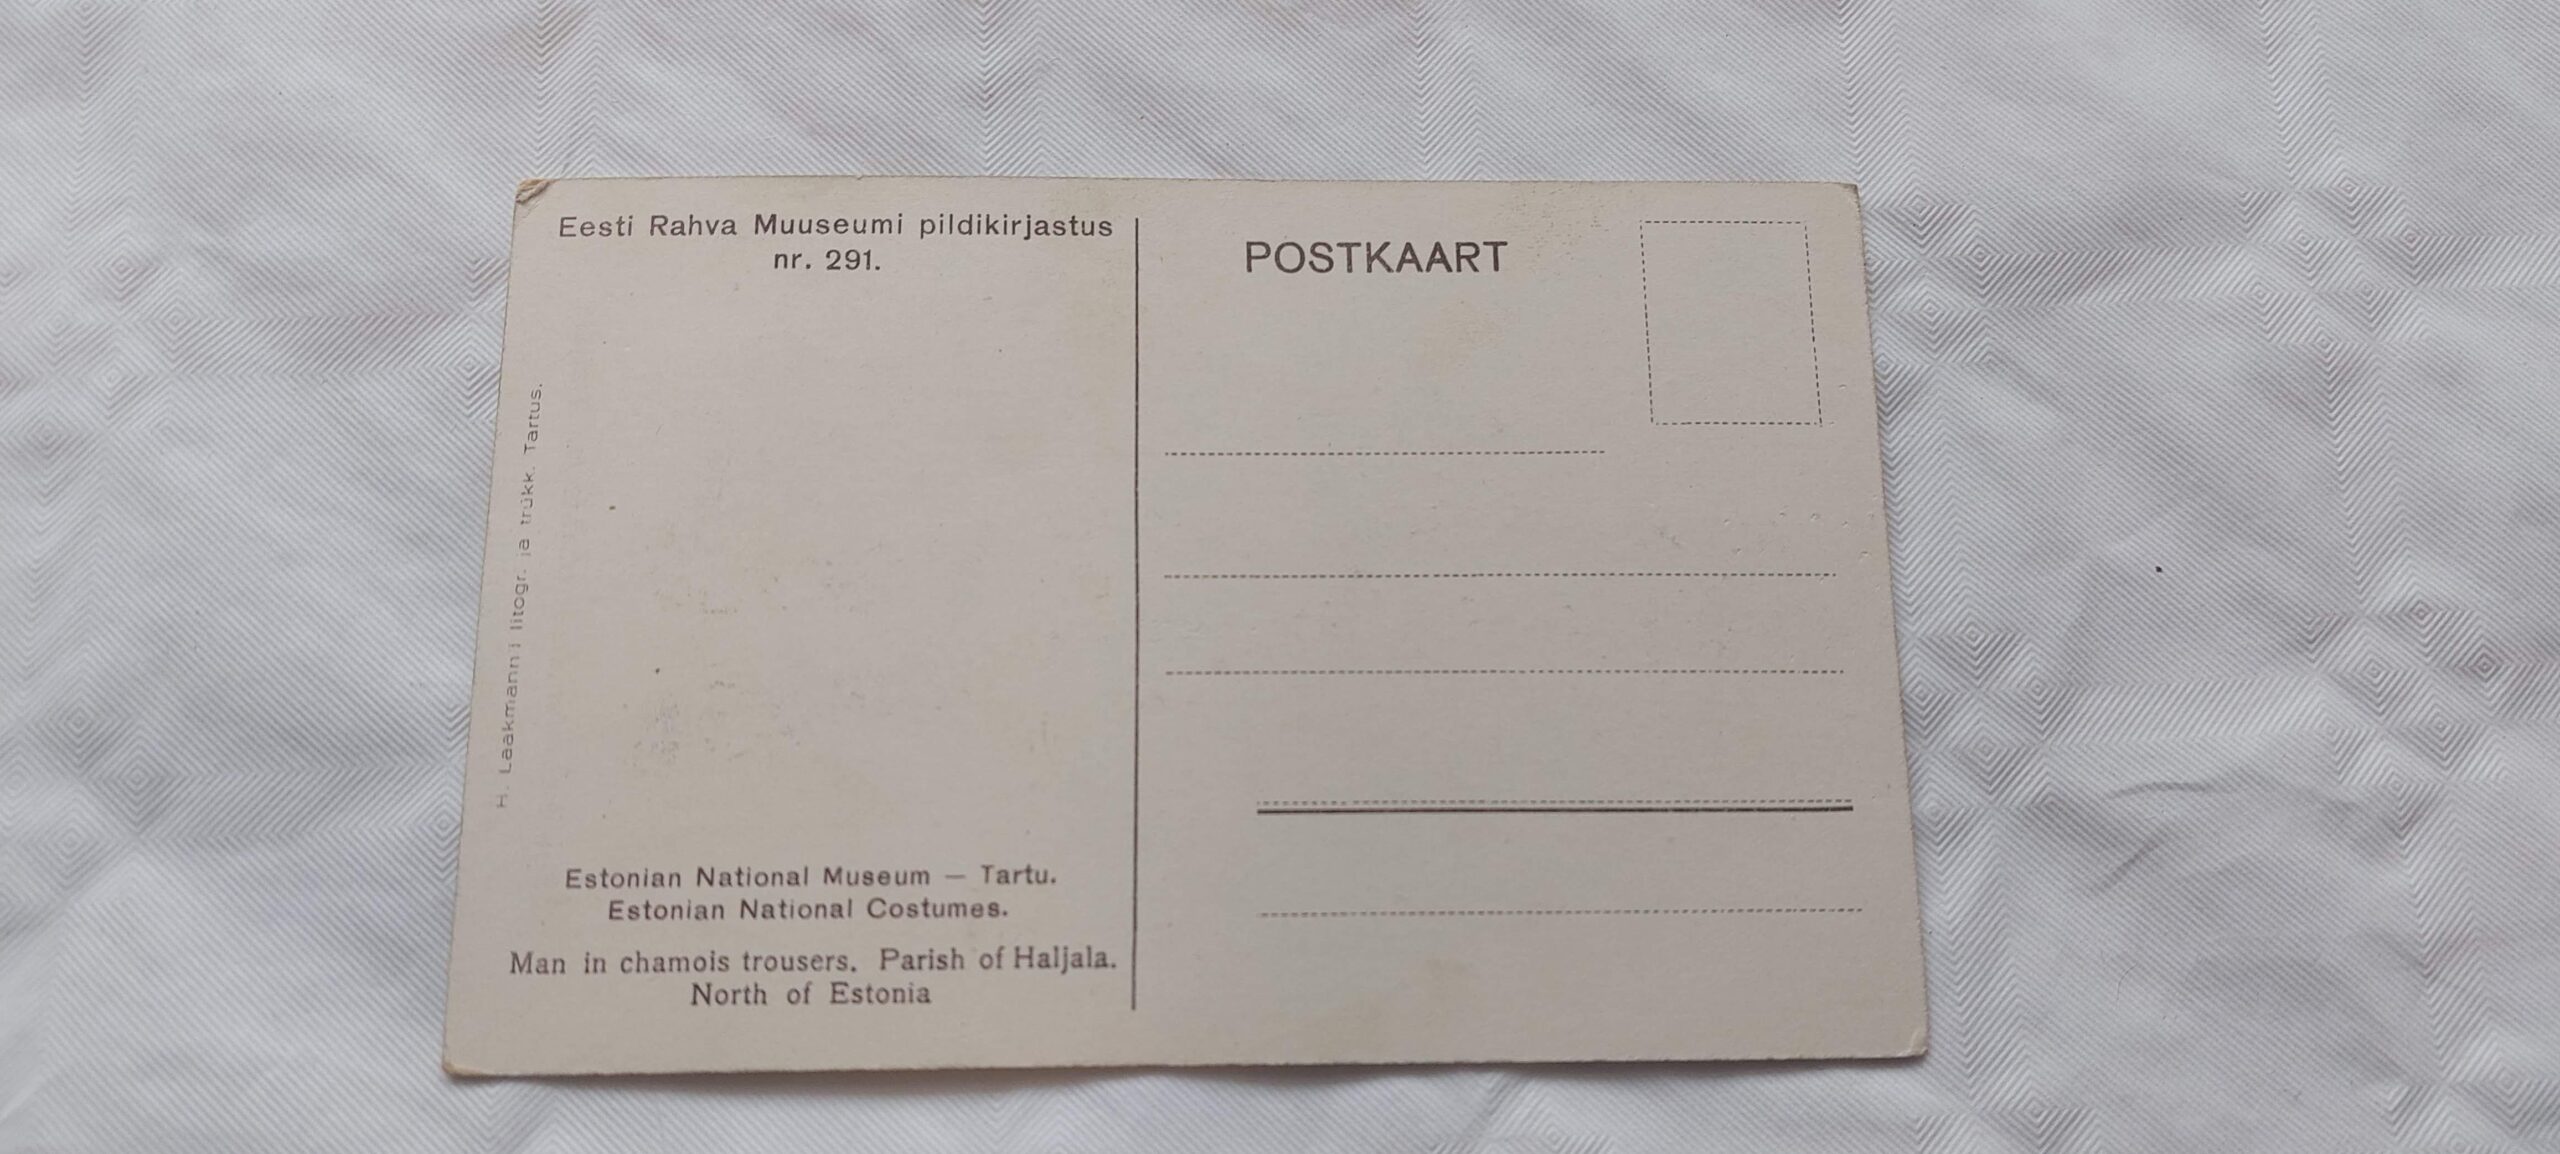 Eesti Rahva Muuseumi pildikirjastus
nr. 291.
H. Laakmann'i litogr. ja trükk. Tartus.
Estonian National Museum — Tartu.
Estonian National Costumes.
Man in chamois trousers. Parish of Haljala.
North of Estonia
POSTKAART